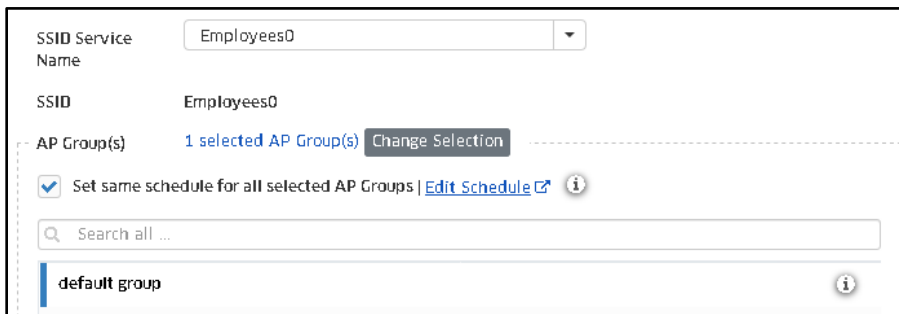 SSID Service Name
Employees0
SSID
Employees0
AP Group(s)
1 selected AP Group(s) Change Selection
Set same schedule for all selected AP Groups | Edit Schedule
Search all ...
default group